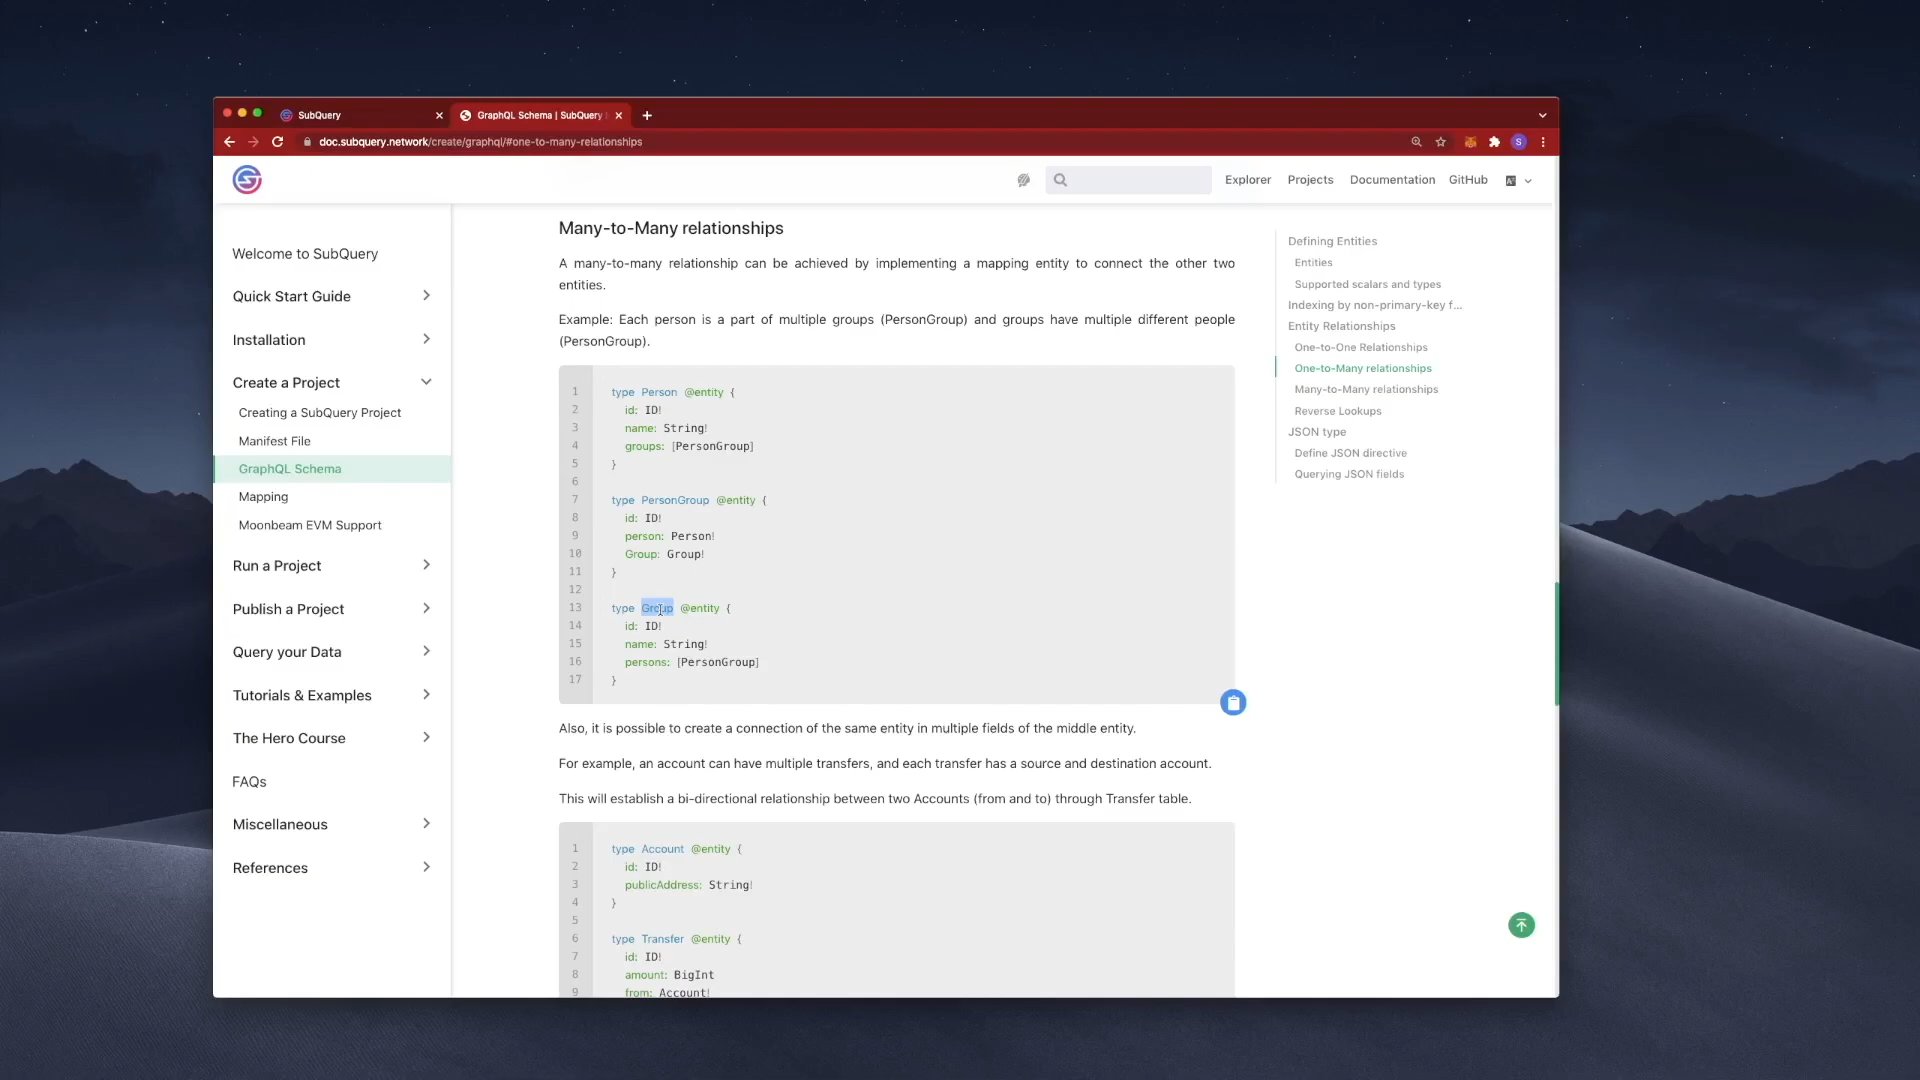 SubQuery
GraphQL Schema | SubQuery
doc.subquery.network/create/graphql/#one-to-many-relationships
S
Explorer
Projects
Documentation
GitHub
Welcome to SubQuery
Quick Start Guide
Installation
Create a Project
Creating a SubQuery Project
Manifest File
GraphQL Schema
Mapping
Moonbeam EVM Support
Run a Project
Publish a Project
Query your Data
Tutorials & Examples
The Hero Course
FAQs
Miscellaneous
References
Many-to-Many relationships
A many-to-many relationship can be achieved by implementing a mapping entity to connect the other two
entities.
Example: Each person is a part of multiple groups (PersonGroup) and groups have multiple different people
(PersonGroup).
1 type Person @entity {
2 id: ID!
3 name: String!
4 groups: [PersonGroup]
5 }
6
7 type PersonGroup @entity {
8 id: ID!
9 person: Person!
10 Group: Group!
11 }
12
13 type Group @entity {
14 id: ID!
15 name: String!
16 persons: [PersonGroup]
17 }
Also, it is possible to create a connection of the same entity in multiple fields of the middle entity.
For example, an account can have multiple transfers, and each transfer has a source and destination account.
This will establish a bi-directional relationship between two Accounts (from and to) through Transfer table.
1 type Account @entity {
2 id: ID!
3 publicAddress: String!
4 }
5
6 type Transfer @entity {
7 id: ID!
8 amount: BigInt
9 from: Account!
Defining Entities
Entities
Supported scalars and types
Indexing by non-primary-key f...
Entity Relationships
One-to-One Relationships
One-to-Many relationships
Many-to-Many relationships
Reverse Lookups
JSON type
Define JSON directive
Querying JSON fields